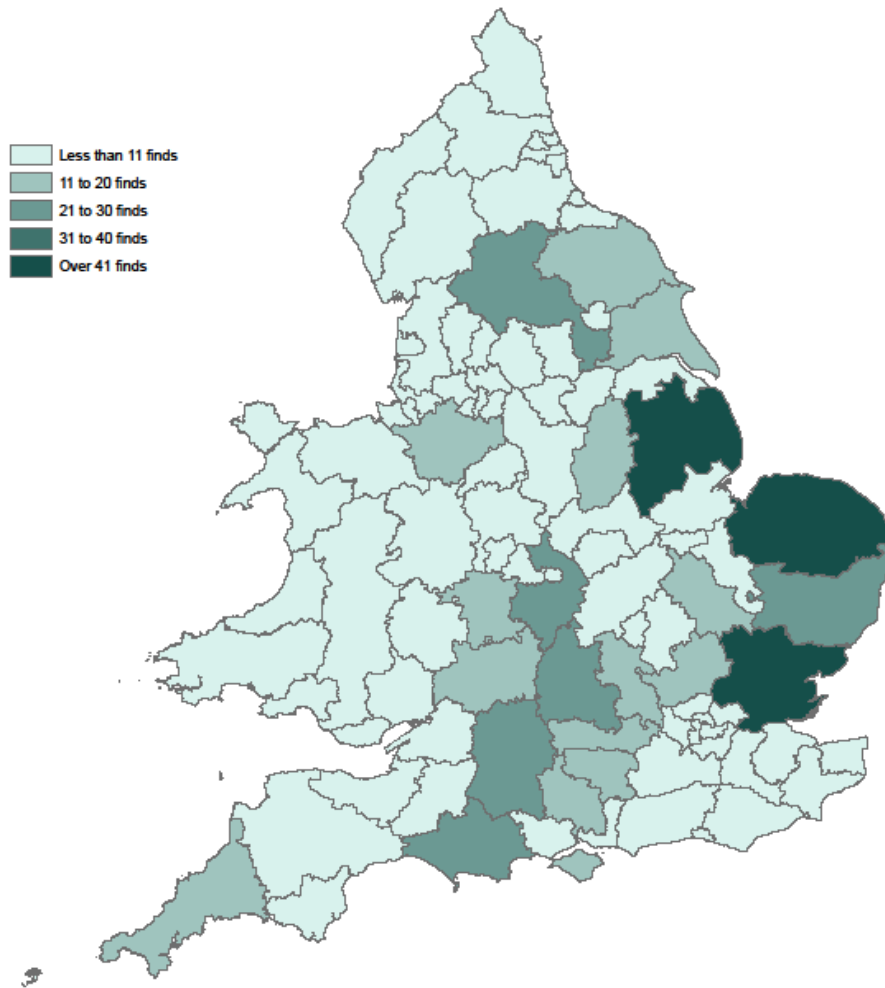 Less than 11 finds
11 to 20 finds
21 to 30 finds
31 to 40 finds
Over 41 finds